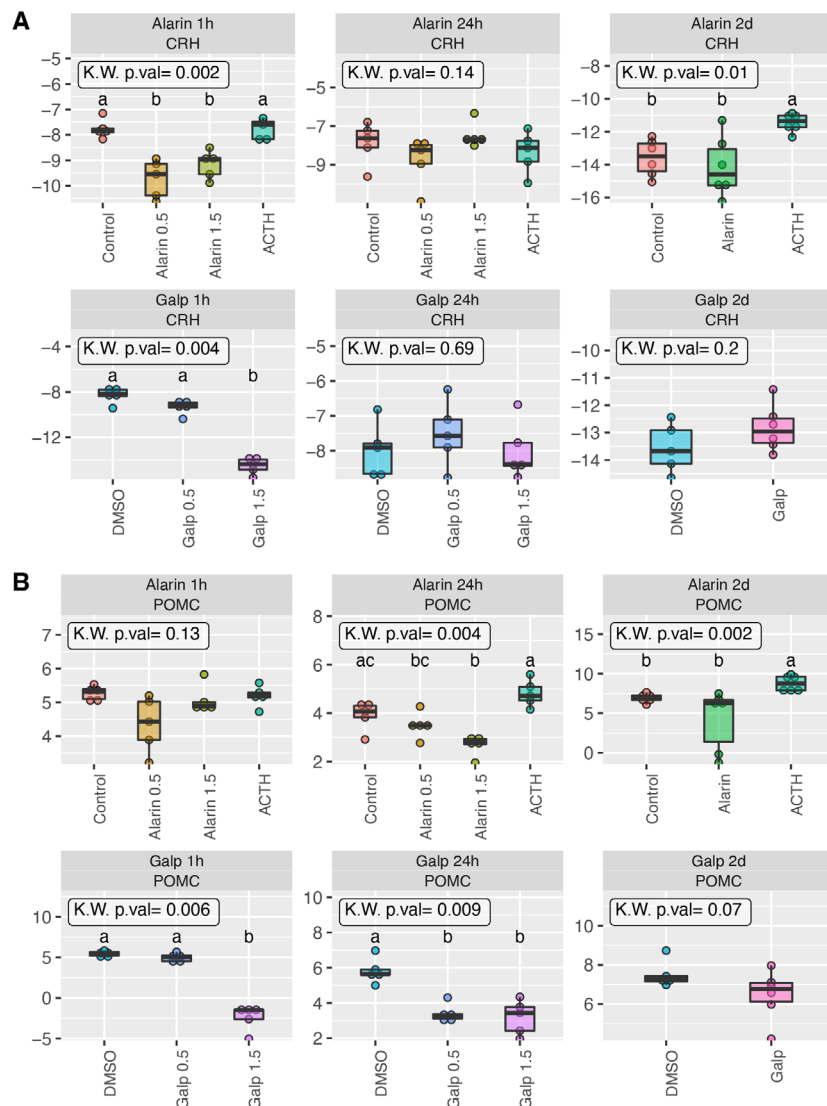 A
Alarin 1h
CRH
K.W. p.val= 0.002
a b b a
−5
−6
−7
−8
−9
−10
Control
Alarin 0.5
Alarin 1.5
ACTH
Alarin 24h
CRH
K.W. p.val= 0.14
−5
−7
−9
Control
Alarin 0.5
Alarin 1.5
ACTH
Alarin 2d
CRH
K.W. p.val= 0.01
b b a
−8
−10
−12
−14
−16
Control
Alarin
ACTH
Galp 1h
CRH
K.W. p.val= 0.004
a a b
−4
−8
−12
DMSO
Galp 0.5
Galp 1.5
Galp 24h
CRH
K.W. p.val= 0.69
−5
−6
−7
−8
DMSO
Galp 0.5
Galp 1.5
Galp 2d
CRH
K.W. p.val= 0.2
−10
−11
−12
−13
−14
DMSO
Galp
B
Alarin 1h
POMC
K.W. p.val= 0.13
7
6
5
4
Control
Alarin 0.5
Alarin 1.5
ACTH
Alarin 24h
POMC
K.W. p.val= 0.004
ac bc b a
8
6
4
2
Control
Alarin 0.5
Alarin 1.5
ACTH
Alarin 2d
POMC
K.W. p.val= 0.002
b b a
15
10
5
0
Control
Alarin
ACTH
Galp 1h
POMC
K.W. p.val= 0.006
a a b
10
5
0
−5
DMSO
Galp 0.5
Galp 1.5
Galp 24h
POMC
K.W. p.val= 0.009
a b b
10
8
6
4
2
DMSO
Galp 0.5
Galp 1.5
Galp 2d
POMC
K.W. p.val= 0.07
10
8
6
DMSO
Galp